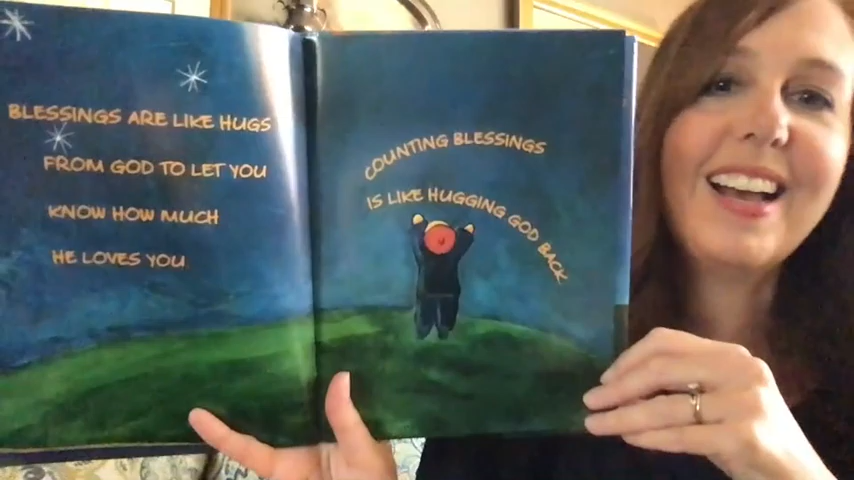 BLESSINGS ARE LIKE HUGS
FROM GOD TO LET YOU
KNOW HOW MUCH
HE LOVES YOU
COUNTING BLESSINGS
IS LIKE HUGGING GOD BACK